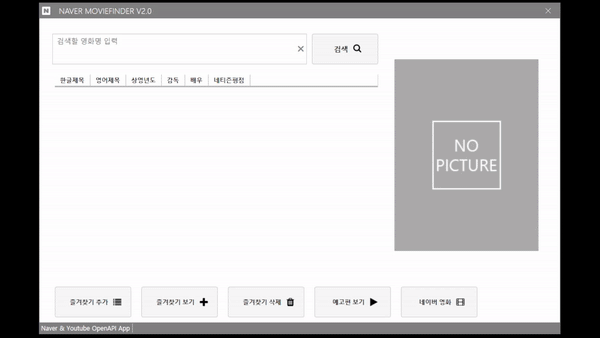 N NAVER MOVIEFINDER V2.0
검색할 영화명 입력
검색
한글제목 영어제목 상영년도 감독 배우 네티즌평점
NO
PICTURE
즐겨찾기 추가 즐겨찾기 보기 즐겨찾기 삭제 예고편 보기 네이버 영화
Naver & Youtube OpenAPI App